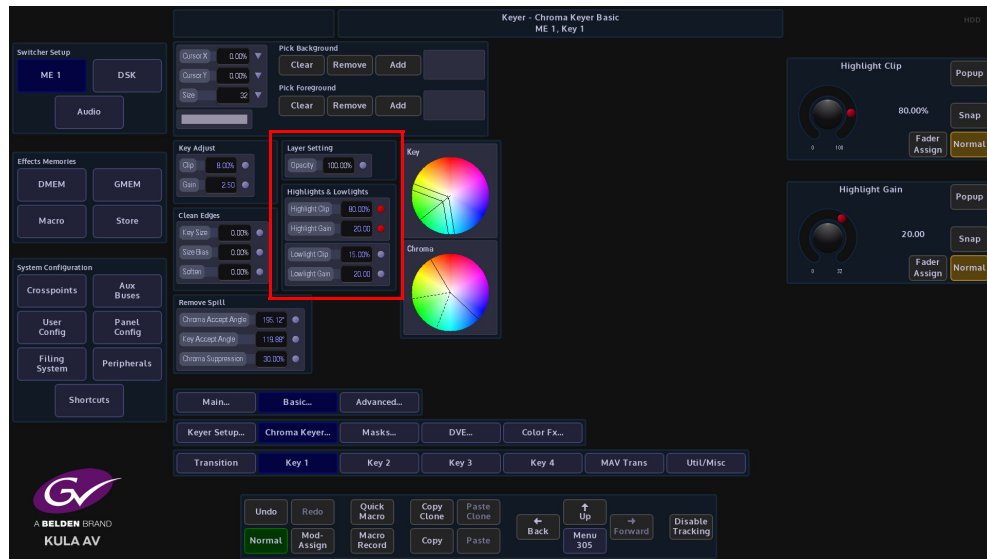 Keyer - Chroma Keyer Basic
ME 1, Key 1
HDD
Switcher Setup
ME 1
DSK
Audio
Effects Memories
DMEM
GMEM
Macro
Store
System Configuration
Crosspoints
Aux
Buses
User
Config
Panel
Config
Filing
System
Peripherals
Shortcuts
Cursor X 0.00%
Cursor Y 0.00%
Size 32
Pick Background
Clear Remove Add
Pick Foreground
Clear Remove Add
Key Adjust
Clip 8.00%
Gain 2.50
Clean Edges
Key Size 0.00%
Size Bias 0.00%
Soften 0.00%
Layer Setting
Opacity 100.00%
Highlights & Lowlights
Highlight Clip 80.00%
Highlight Gain 20.00
Lowlight Clip 15.00%
Lowlight Gain 20.00
Key
Chroma
Remove Spill
Chroma Accept Angle 195.12°
Key Accept Angle 119.88°
Chroma Suppression 30.00%
Highlight Clip
Popup
80.00%
Snap
0 100
Fader
Assign
Normal
Highlight Gain
Popup
20.00
Snap
0 32
Fader
Assign
Normal
Main... Basic... Advanced...
Keyer Setup... Chroma Keyer... Masks... DVE... Color Fx...
Transition Key 1 Key 2 Key 3 Key 4 MAV Trans Util/Misc
GV
A BELDEN BRAND
KULA AV
Undo
Redo
Quick
Macro
Copy
Clone
Paste
Clone
Normal
Mod-
Assign
Macro
Record
Copy
Paste
← Back
↑ Up
Menu
305
→ Forward
Disable
Tracking